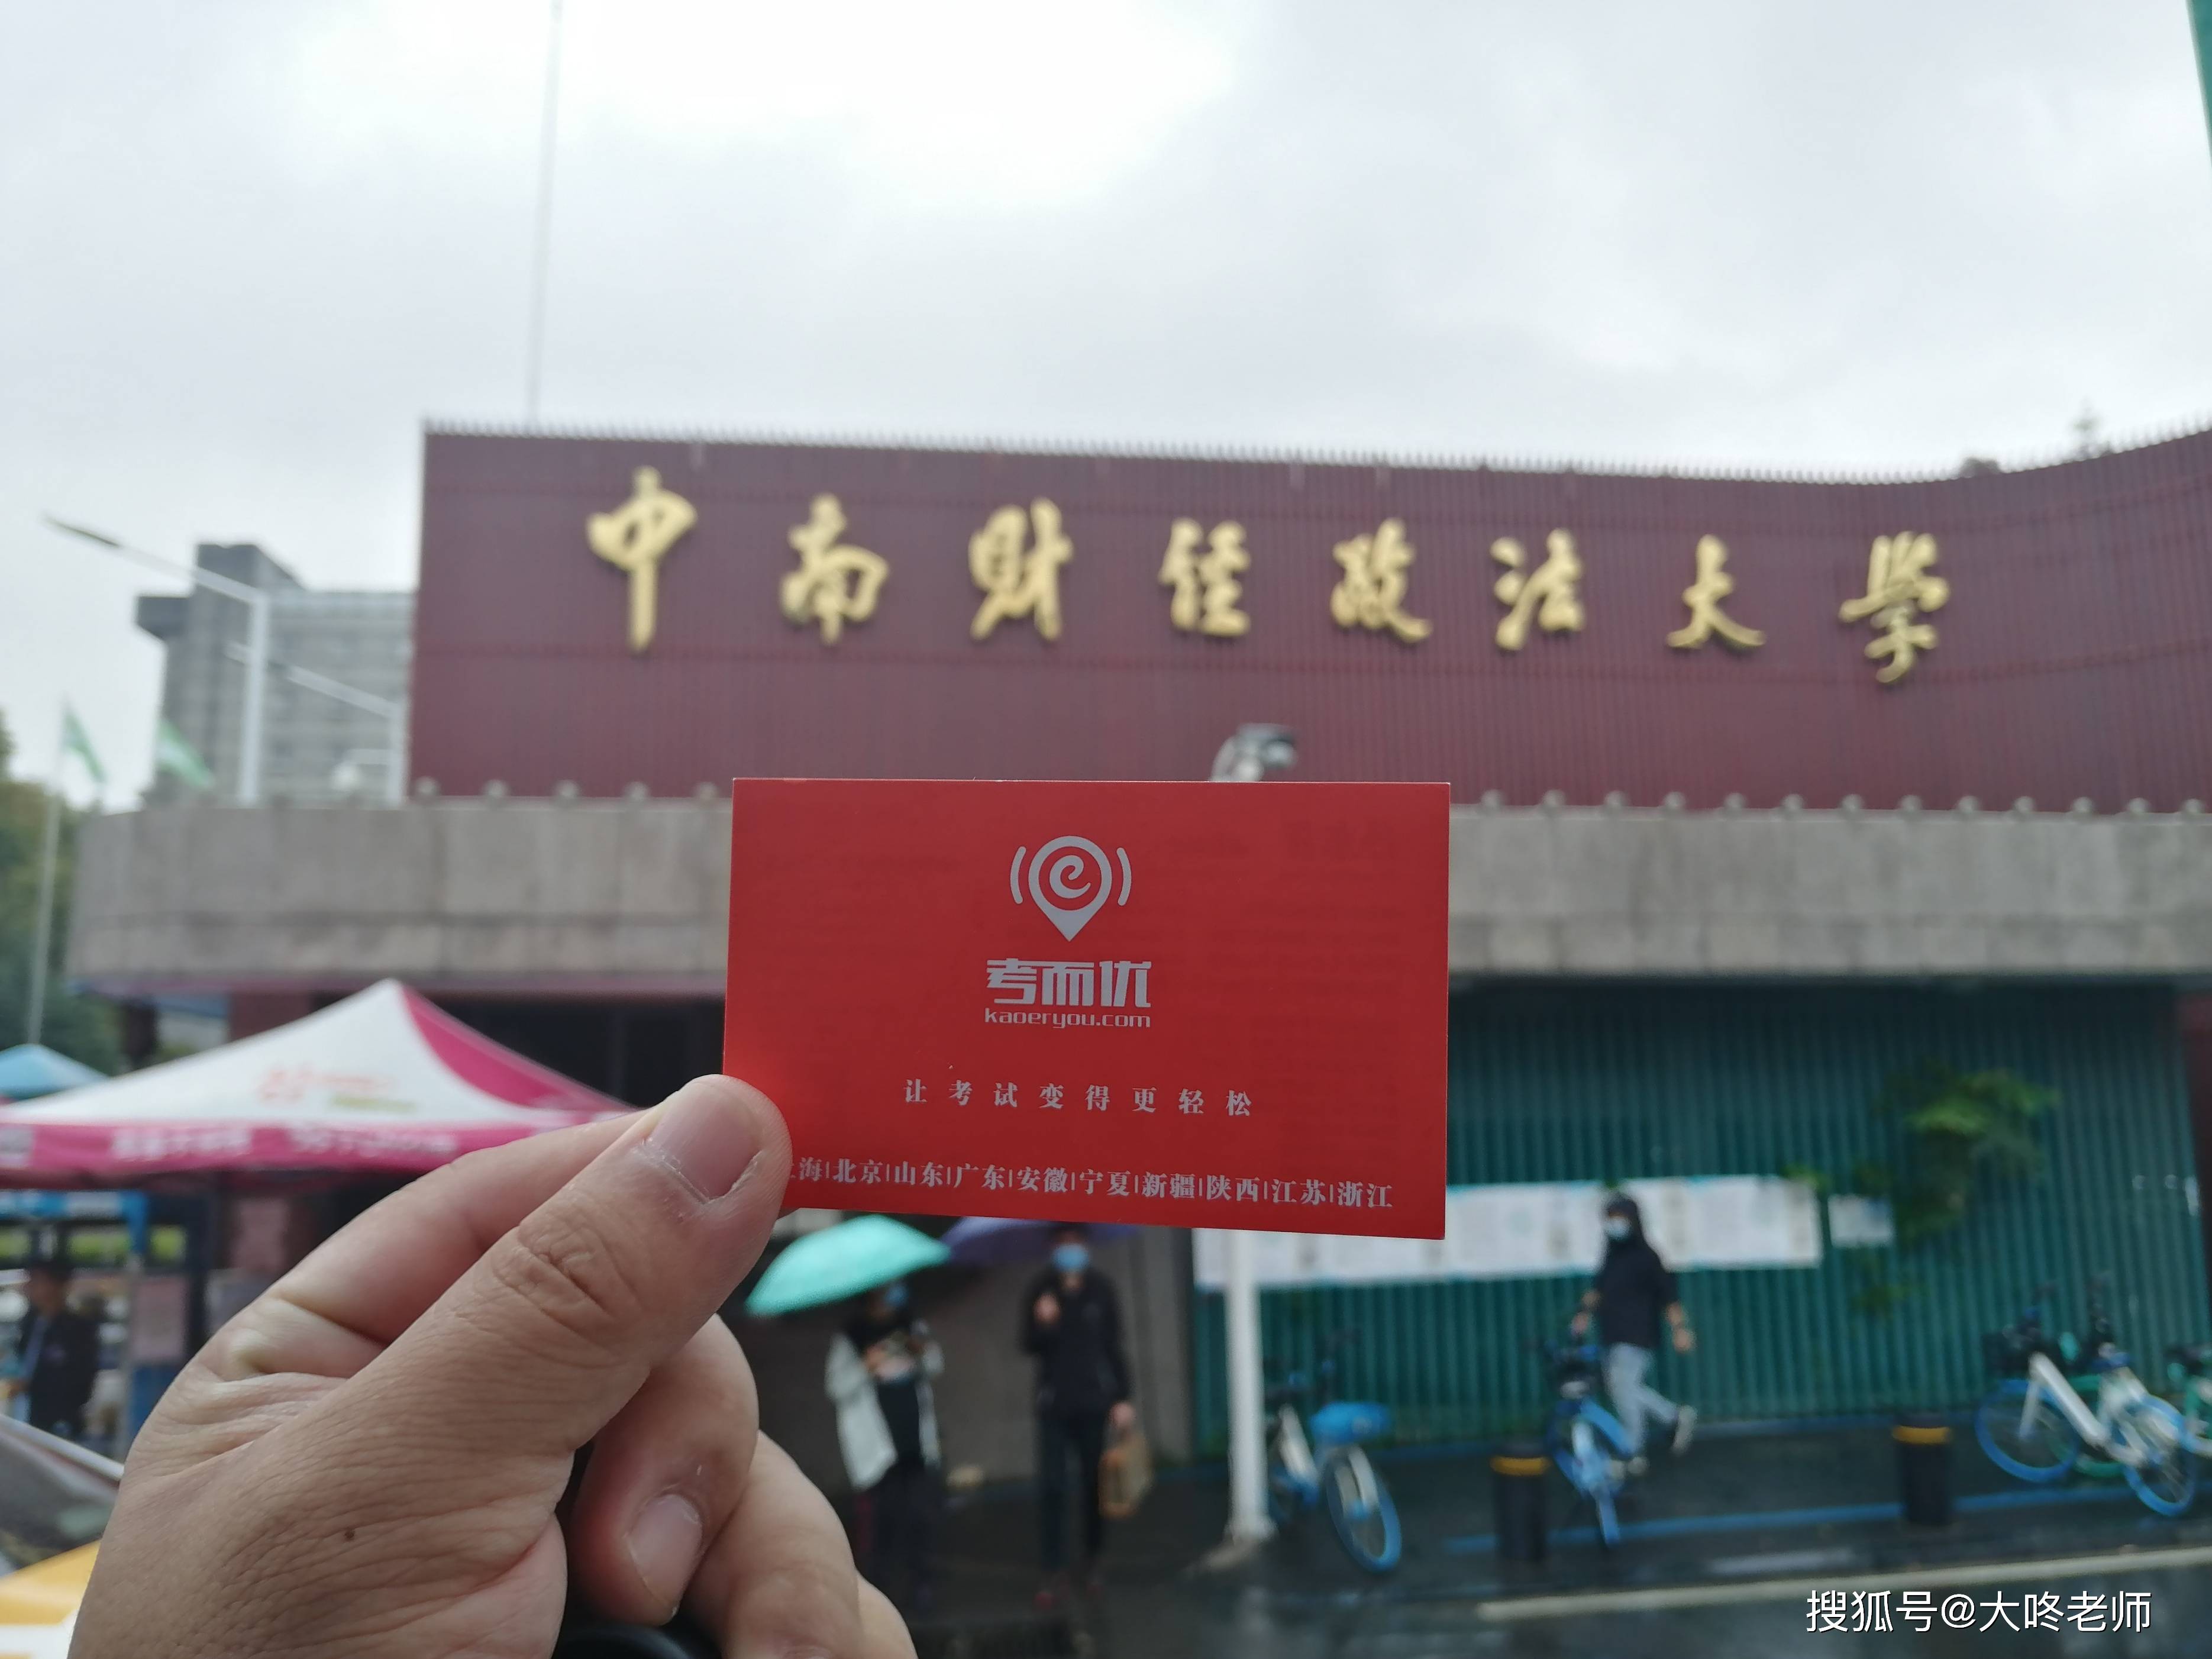 中南财经政法大学
e
考而优
kaoeryou.com
让考试变得更轻松
海|北京|山东|广东|安徽|宁夏|新疆|陕西|江苏|浙江
搜狐号@大咚老师